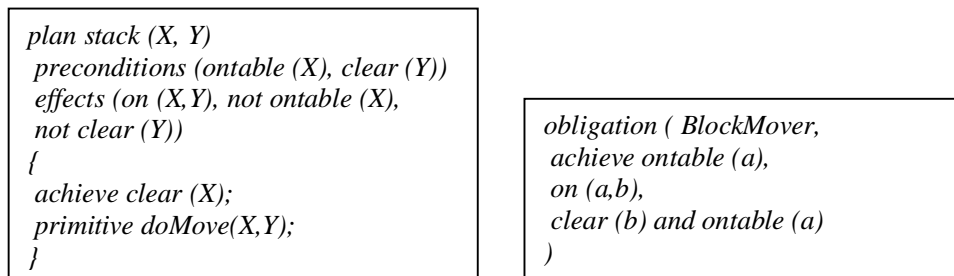 plan stack (X, Y)
preconditions (ontable (X), clear (Y))
effects (on (X,Y), not ontable (X),
not clear (Y))
{
achieve clear (X);
primitive doMove(X,Y);
}
obligation ( BlockMover,
achieve ontable (a),
on (a,b),
clear (b) and ontable (a)
)